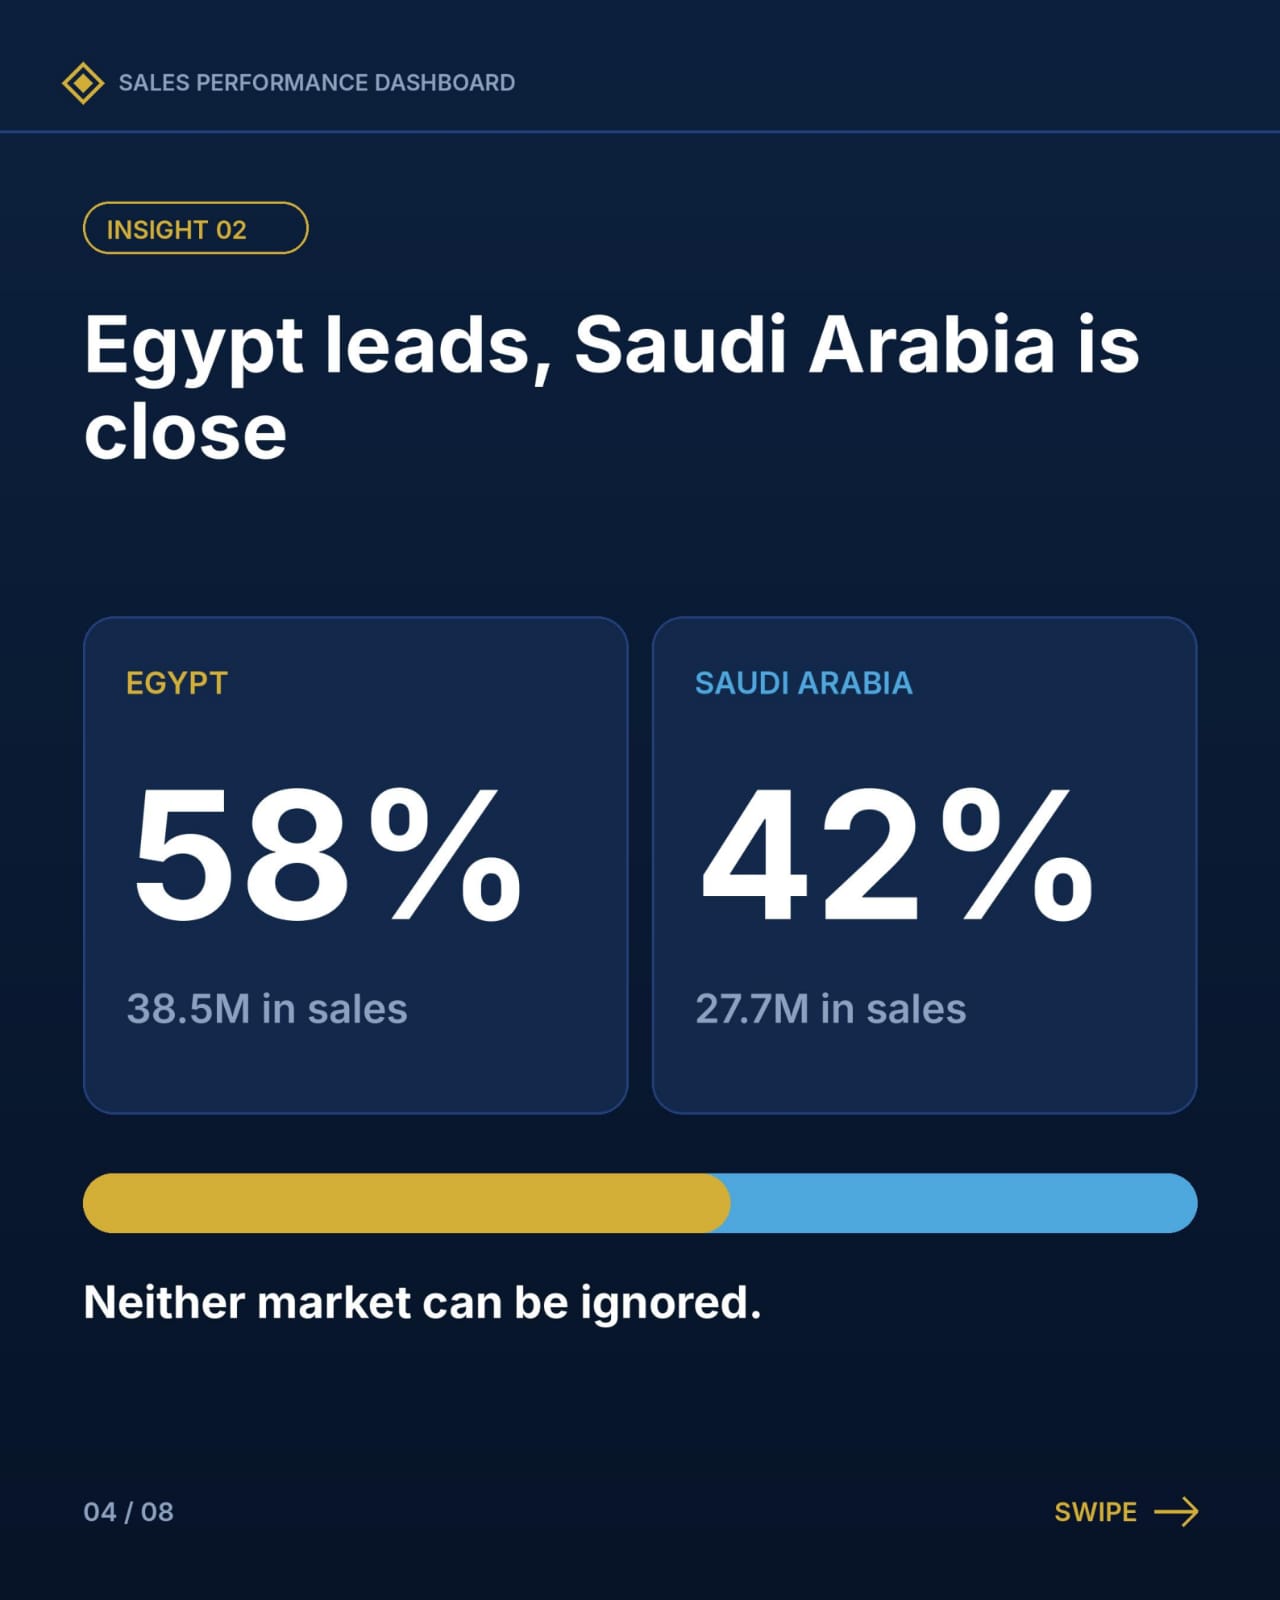 SALES PERFORMANCE DASHBOARD
INSIGHT 02
Egypt leads, Saudi Arabia is
close
EGYPT
58%
38.5M in sales
SAUDI ARABIA
42%
27.7M in sales
Neither market can be ignored.
04 / 08
SWIPE